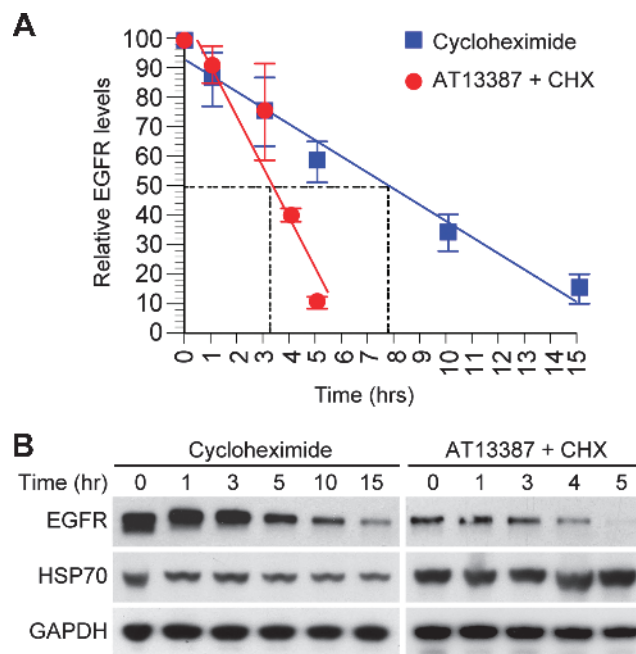 A
Relative EGFR levels
100
90
80
70
60
50
40
30
20
10
0
Cycloheximide
AT13387 + CHX
0 1 2 3 4 5 6 7 8 9 10 11 12 13 14 15
Time (hrs)
B
Cycloheximide AT13387 + CHX
Time (hr) 0 1 3 5 10 15 0 1 3 4 5
EGFR
HSP70
GAPDH